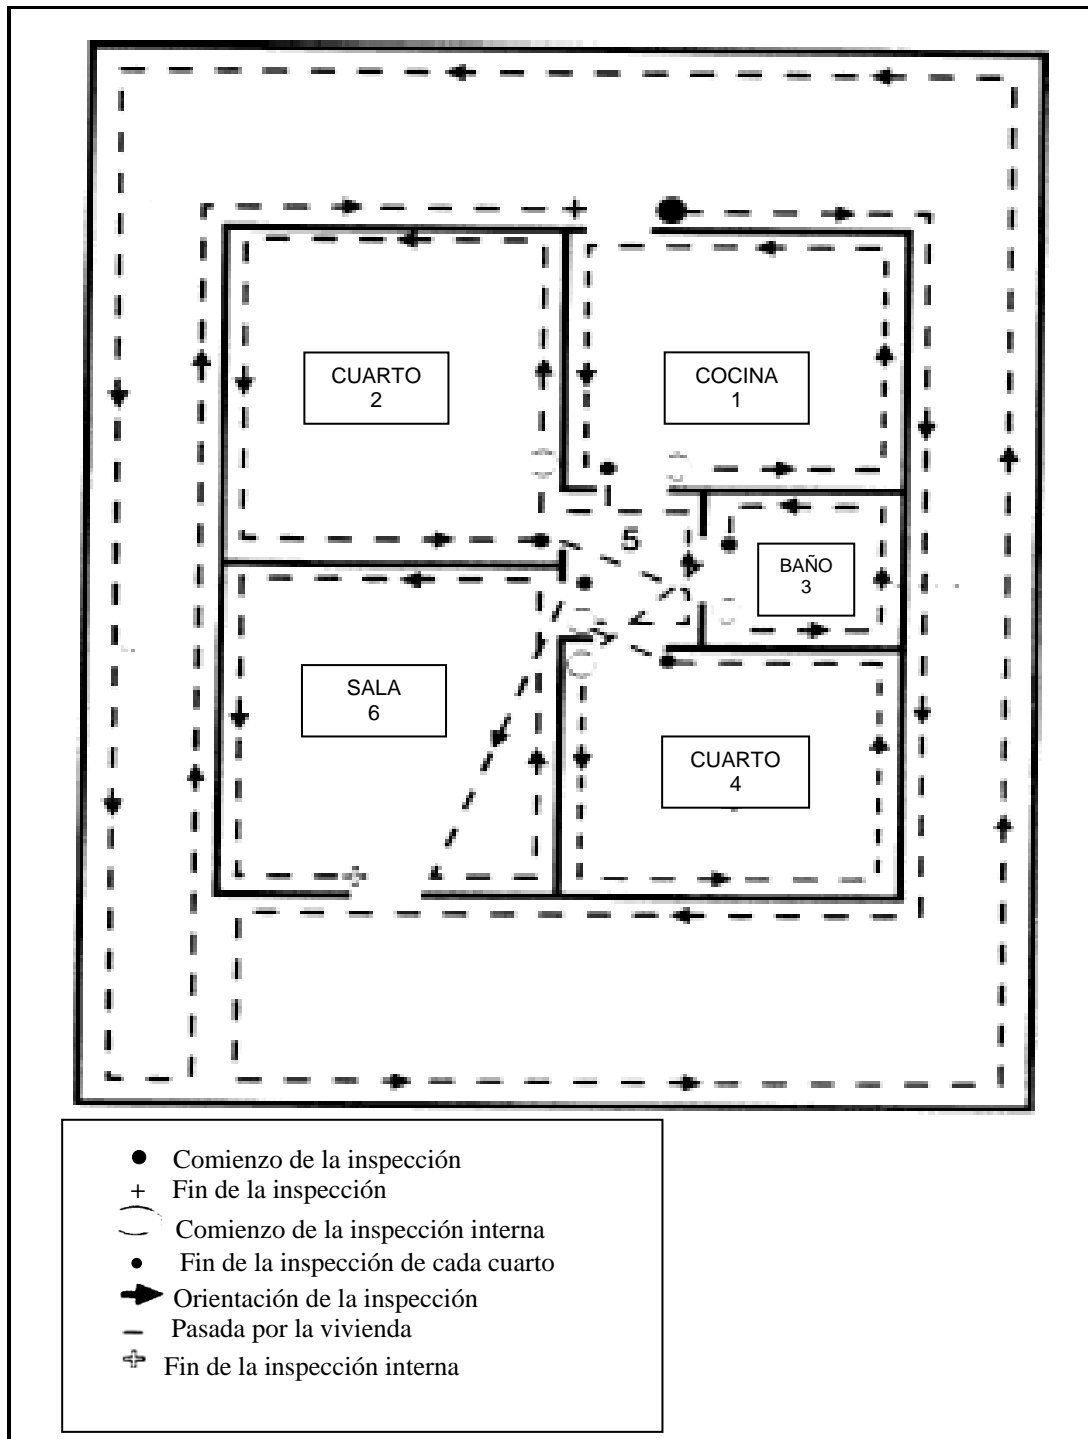 CUARTO
2
COCINA
1
5
BAÑO
3
SALA
6
CUARTO
4
Comienzo de la inspección
+ Fin de la inspección
Comienzo de la inspección interna
Fin de la inspección de cada cuarto
Orientación de la inspección
Pasada por la vivienda
Fin de la inspección interna